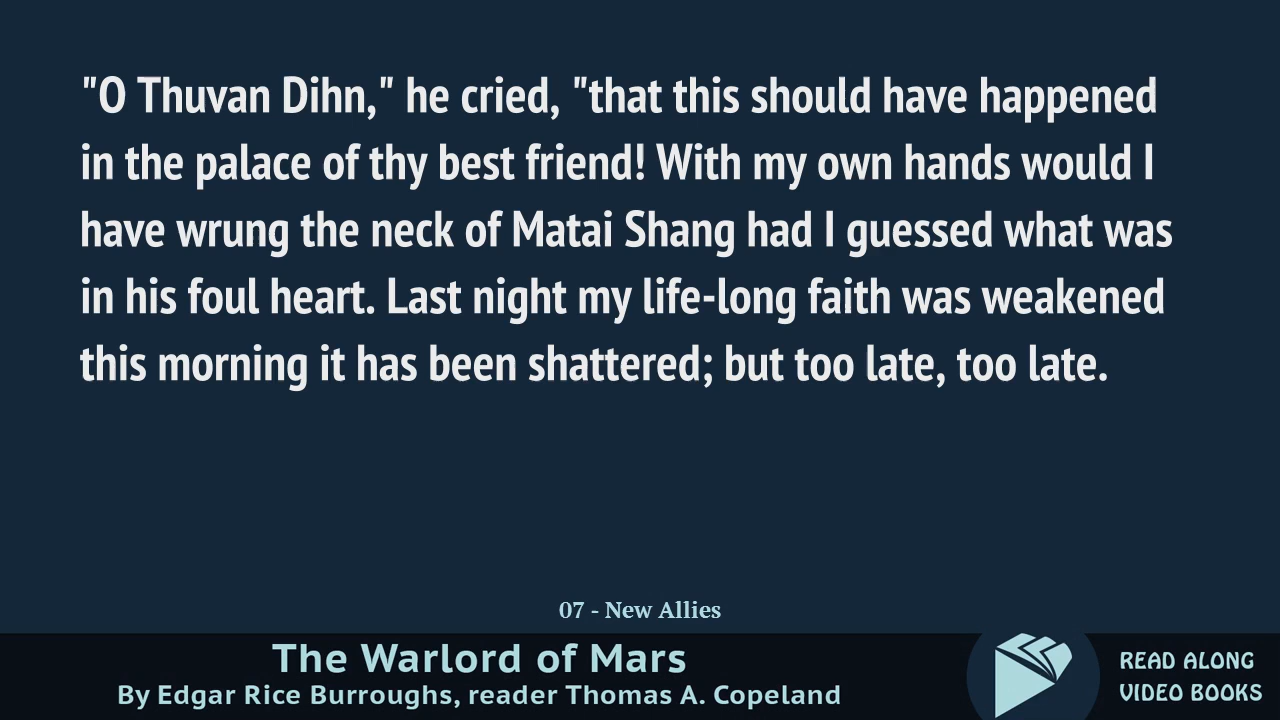 "O Thuvan Dihn," he cried, "that this should have happened
in the palace of thy best friend! With my own hands would I
have wrung the neck of Matai Shang had I guessed what was
in his foul heart. Last night my life-long faith was weakened
this morning it has been shattered; but too late, too late.
07 - New Allies
The Warlord of Mars
By Edgar Rice Burroughs, reader Thomas A. Copeland
READ ALONG
VIDEO BOOKS